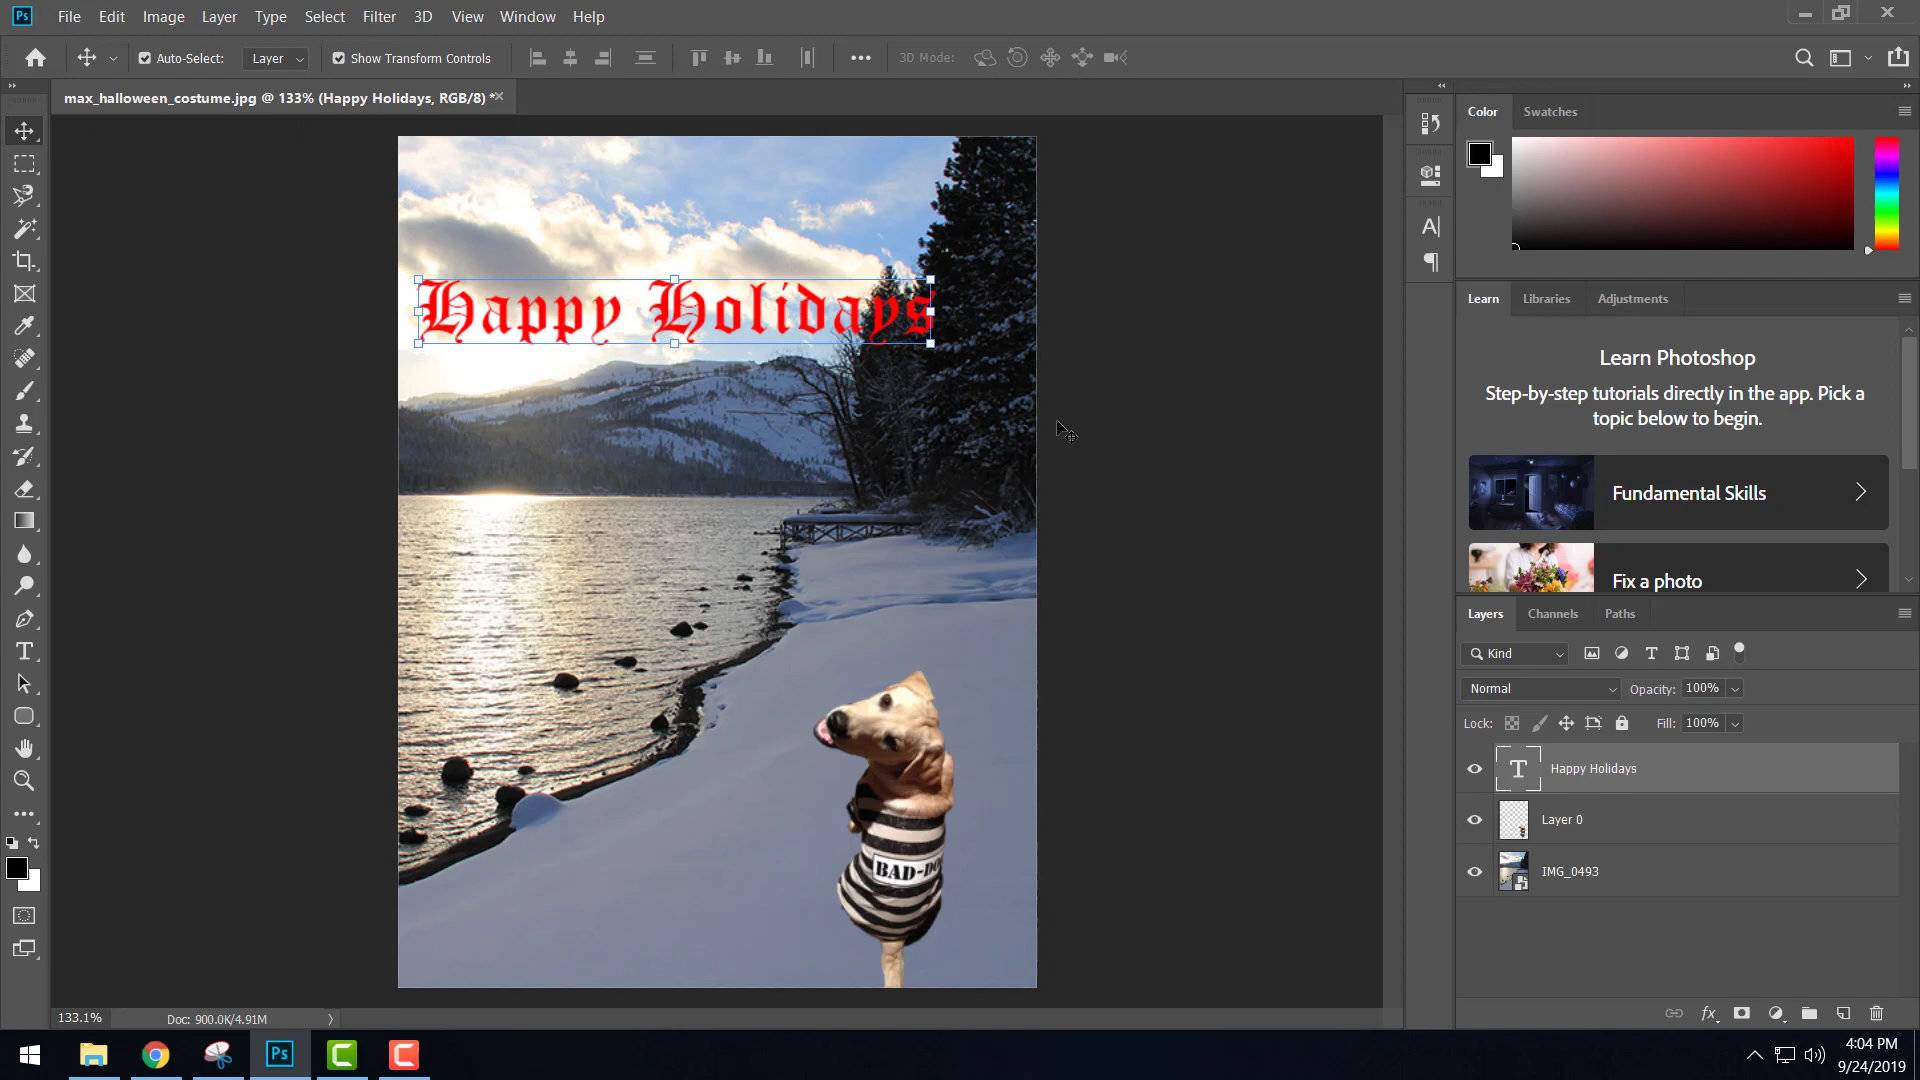 Ps File Edit Image Layer Type Select Filter 3D View Window Help
Auto-Select: Layer Show Transform Controls 3D Mode:
max_halloween_costume.jpg @ 133% (Happy Holidays, RGB/8) *
Color Swatches
Happy Holidays
Learn Libraries Adjustments
Learn Photoshop
Step-by-step tutorials directly in the app. Pick a
topic below to begin.
Fundamental Skills
Fix a photo
Layers Channels Paths
Kind
Normal Opacity: 100%
Lock: Fill: 100%
T Happy Holidays
Layer 0
IMG_0493
BAD-DO
133.1% Doc: 900.0K/4.91M
fx
Ps
4:04 PM
9/24/2019